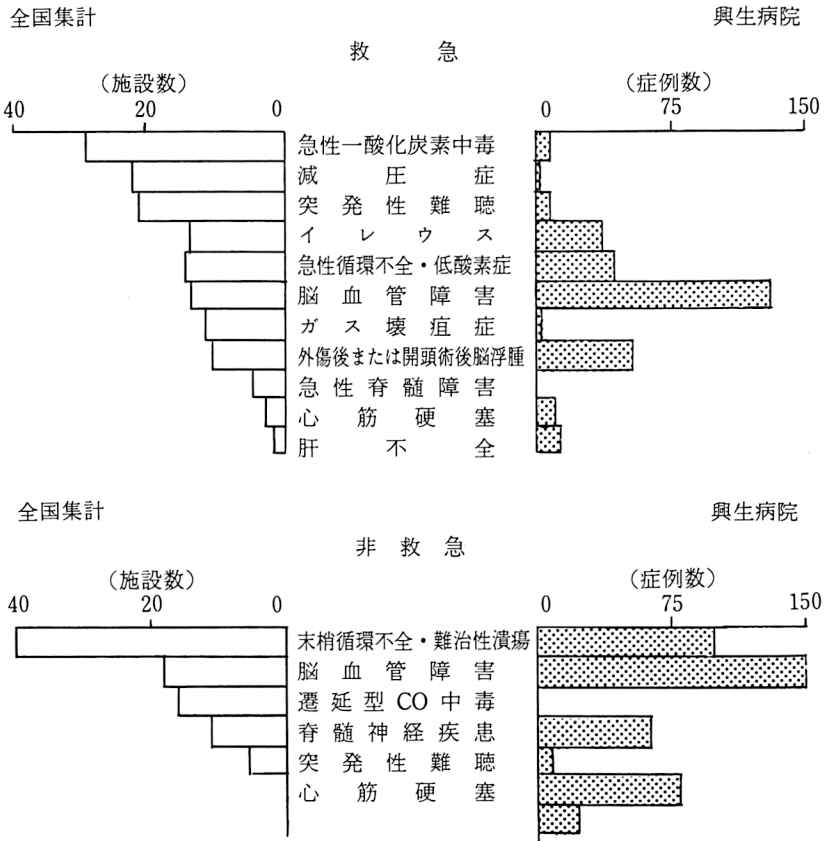 全国集計 興生病院
救急
(施設数) (症例数)
40 20 0 0 75 150
急性一酸化炭素中毒
減圧症
突発性難聴
イレウス
急性循環不全・低酸素症
脳血管障害
ガス壊疽症
外傷後または開頭術後脳浮腫
急性脊髄障害
心筋硬塞
肝不全
全国集計 興生病院
非救急
(施設数) (症例数)
40 20 0 0 75 150
末梢循環不全・難治性潰瘍
脳血管障害
遷延型CO中毒
脊髄神経疾患
突発性難聴
心筋硬塞